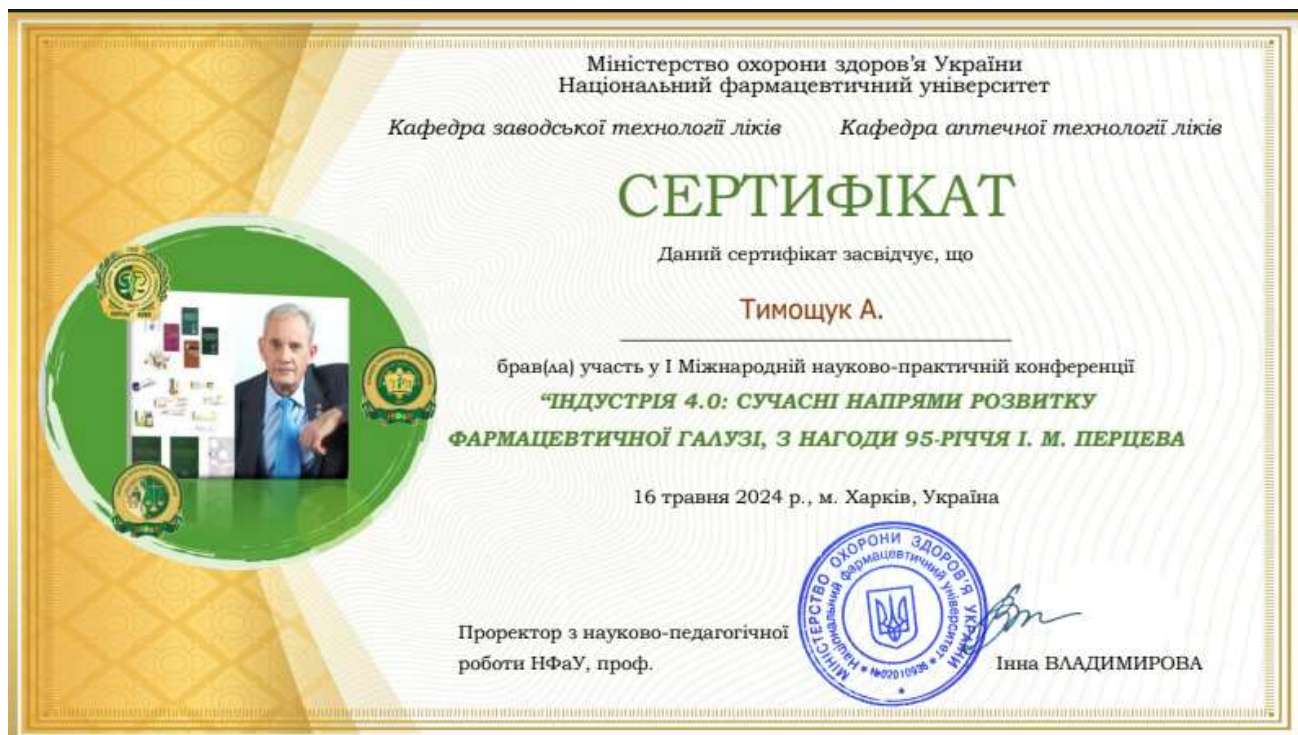 Міністерство охорони здоров’я України
Національний фармацевтичний університет
Кафедра заводської технології ліків Кафедра аптечної технології ліків
СЕРТИФІКАТ
Даний сертифікат засвідчує, що
Тимощук А.
брав(ла) участь у І Міжнародній науково-практичній конференції
“ІНДУСТРІЯ 4.0: СУЧАСНІ НАПРЯМИ РОЗВИТКУ
ФАРМАЦЕВТИЧНОЇ ГАЛУЗІ, З НАГОДИ 95-РІЧЧЯ І. М. ПЕРЦЕВА
16 травня 2024 р., м. Харків, Україна
МІНІСТЕРСТВО ОХОРОНИ ЗДОРОВ'Я УКРАЇНИ
Національний фармацевтичний університет
№02010936
Проректор з науково-педагогічної
роботи НФаУ, проф.
Інна ВЛАДИМИРОВА